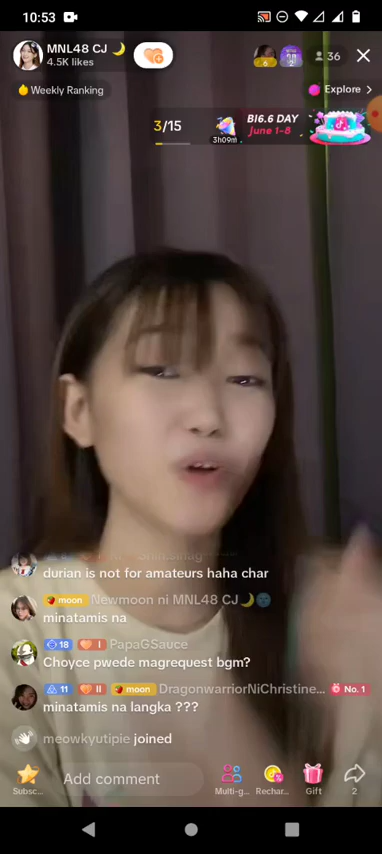 10:53
MNL48 CJ 🌙
4.5K likes
36
Weekly Ranking
Explore >
3/15
BIG.6 DAY
June 1-8
3h09m
durian is not for amateurs haha char
moon Newmoon ni MNL48 CJ🌙🌚
minatamis na
18 I PapaGSauce
Choyce pwede magrequest bgm?
11 II moon DragonwarriorNiChristine... No. 1
minatamis na langka ???
meowkyutipie joined
Subsc...
Add comment
Multi-g...
Rechar...
Gift
2